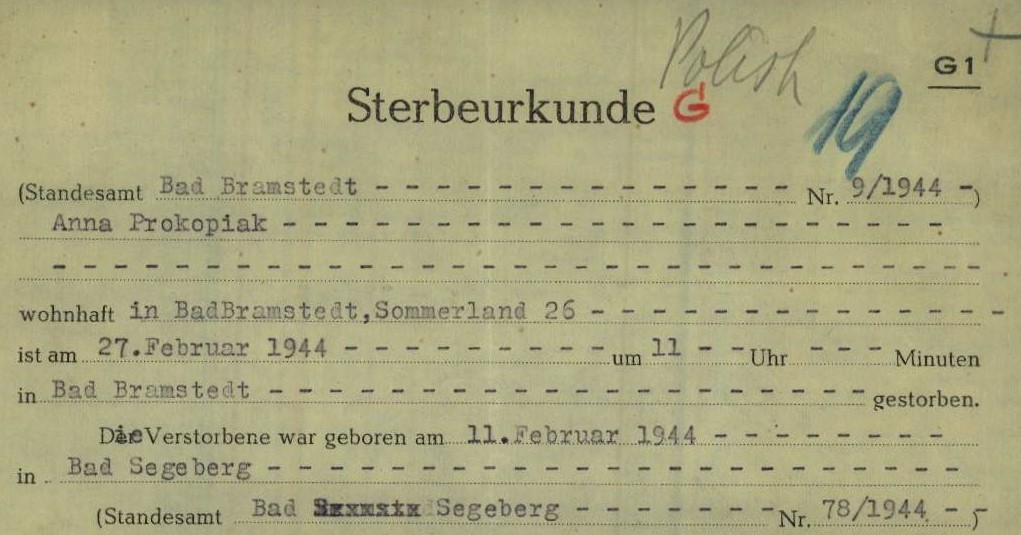 Polish
G1 +
Sterbeurkunde G 19
(Standesamt Bad Bramstedt - - - - - - - - - - - - - - Nr. 9/1944 -)
Anna Prokopiak - - - - - - - - - - - - - - - - - - - - - -
- - - - - - - - - - - - - - - - - - - - - - - - - - - - - -
wohnhaft in BadBramstedt,Sommerland 26 - - - - - - - - - - - - - -
ist am 27.Februar 1944 - - - - - - - - - um 11 - - Uhr - - - Minuten
in Bad Bramstedt - - - - - - - - - - - - - - - - - - - - gestorben.
Die Verstorbene war geboren am 11.Februar 1944 - - - - - - - -
in Bad Segeberg - - - - - - - - - - - - - - - - - - - - - - -
(Standesamt Bad Segeberg - - - - - - - Nr. 78/1944 - -)